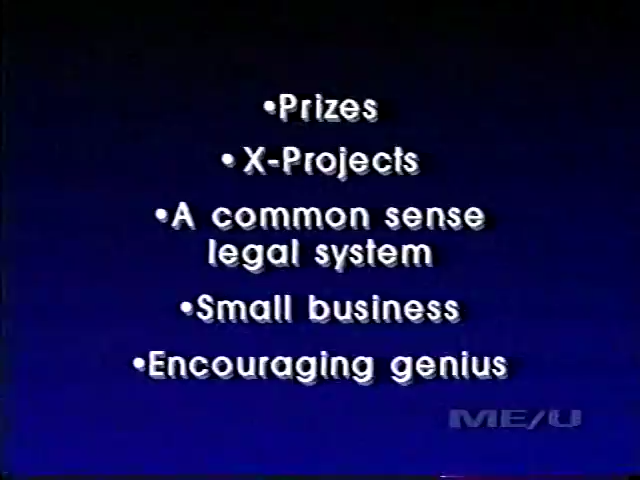 •Prizes
• X-Projects
•A common sense
legal system
•Small business
•Encouraging genius
ME/U